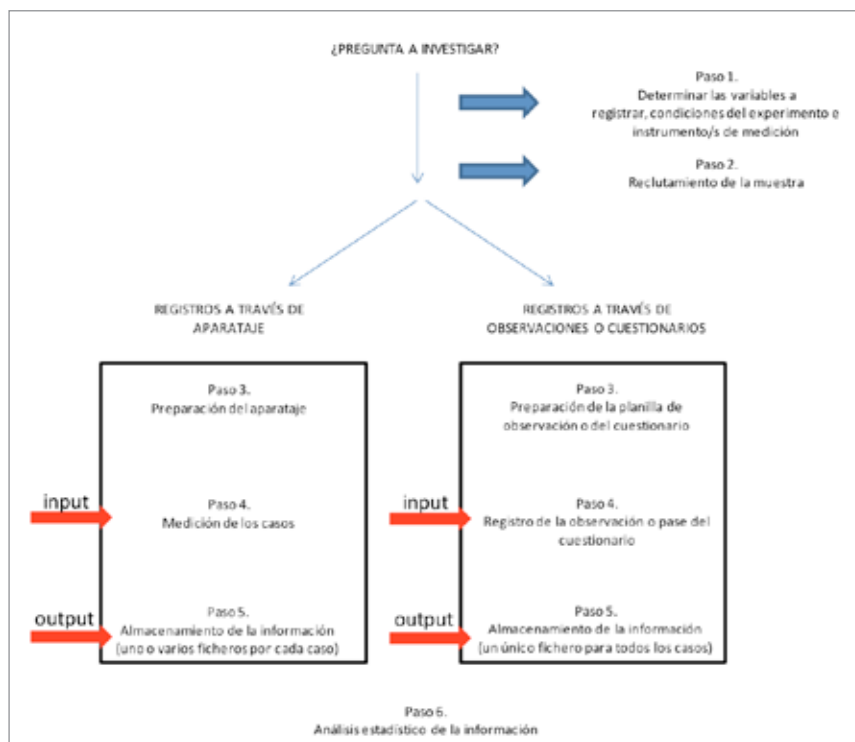 ¿PREGUNTA A INVESTIGAR?
Paso 1.
Determinar las variables a
registrar, condiciones del experimento e
instrumento/s de medición
Paso 2.
Reclutamiento de la muestra
REGISTROS A TRAVÉS DE
APARATAJE
Paso 3.
Preparación del aparataje
input
Paso 4.
Medición de los casos
output
Paso 5.
Almacenamiento de la información
(uno o varios ficheros por cada caso)
REGISTROS A TRAVÉS DE
OBSERVACIONES O CUESTIONARIOS
Paso 3.
Preparación de la planilla de
observación o del cuestionario
input
Paso 4.
Registro de la observación o pase del
cuestionario
output
Paso 5.
Almacenamiento de la información
(un único fichero para todos los casos)
Paso 6.
Análisis estadístico de la información